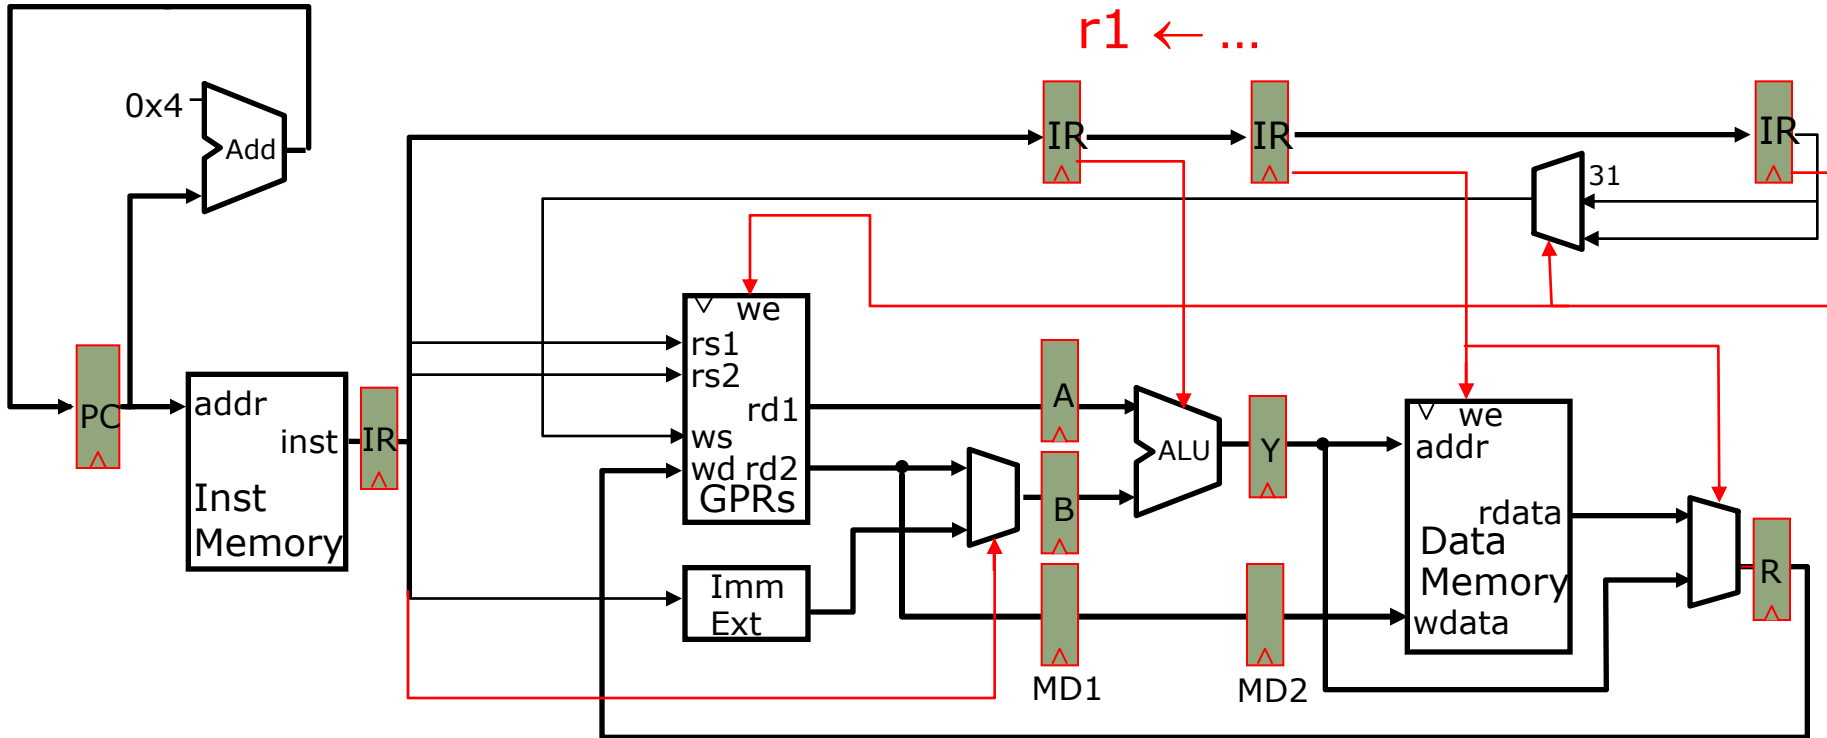 r1 ← ...
0x4
Add
IR
IR
IR
31
we
rs1
rs2
rd1
ws
wd rd2
GPRs
PC
addr
inst
Inst
Memory
IR
A
B
ALU
Y
we
addr
rdata
Data
Memory
wdata
R
Imm
Ext
MD1
MD2